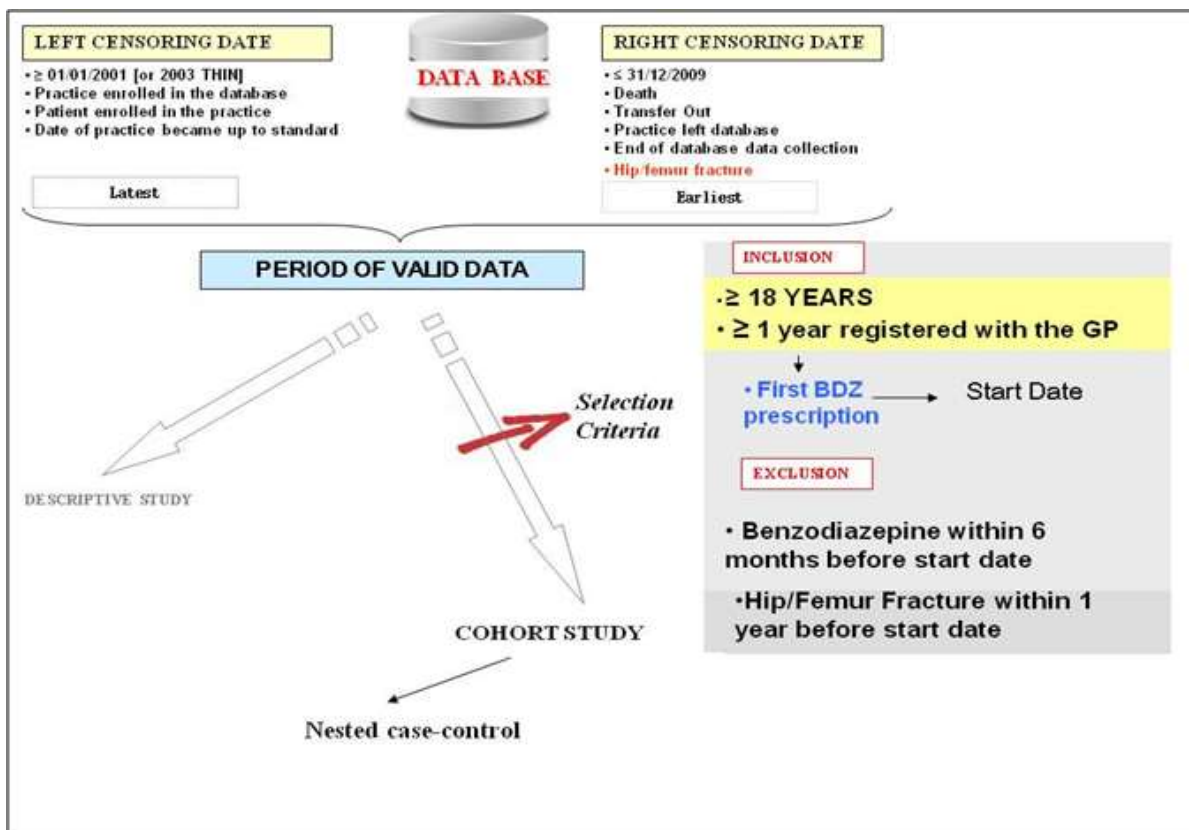 LEFT CENSORING DATE
• ≥ 01/01/2001 [or 2003 THIN]
• Practice enrolled in the database
• Patient enrolled in the practice
• Date of practice became up to standard
Latest
DATA BASE
RIGHT CENSORING DATE
• ≤ 31/12/2009
• Death
• Transfer Out
• Practice left database
• End of database data collection
• Hip/femur fracture
Earliest
PERIOD OF VALID DATA
DESCRIPTIVE STUDY
Selection
Criteria
COHORT STUDY
Nested case-control
INCLUSION
•≥ 18 YEARS
• ≥ 1 year registered with the GP
• First BDZ
prescription
Start Date
EXCLUSION
• Benzodiazepine within 6
months before start date
•Hip/Femur Fracture within 1
year before start date